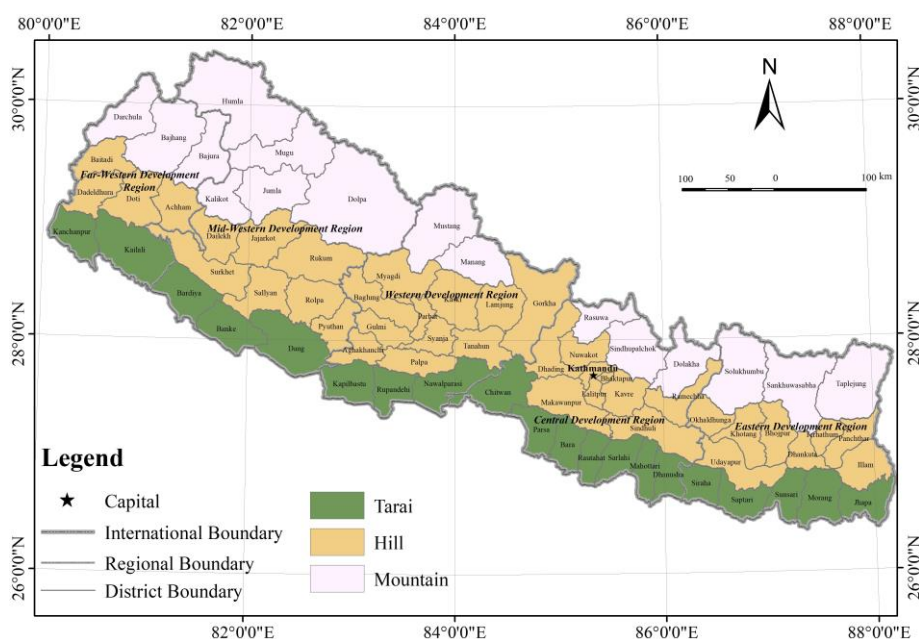 80°0'0"E 82°0'0"E 84°0'0"E 86°0'0"E 88°0'0"E
30°0'0"N
28°0'0"N
26°0'0"N
30°0'0"N
28°0'0"N
26°0'0"N
N
100 50 0 100 km
Humla
Darchula
Bajhang
Mugu
Bajura
Baitadi
Far-Western Development
Region
Jumla
Dadeldhura
Doti
Kalikot
Dolpa
Achham
Mustang
Mid-Western Development Region
Kanchanpur
Dailekh
Jajarkot
Kailali
Rukum
Manang
Surkhet
Myagdi
Bardiya
Sallyan
Rolpa
Baglung
Western Development Region
Lamjung
Gorkha
Rasuwa
Banke
Pyuthan
Gulmi
Syanja
Sindhupalchok
Dang
Tanahun
Nuwakot
Dolakha
Palpa
Dhading
Kathmandu
Bhaktapur
Solukhumbu
Sankhuwasabha
Taplejung
Kapilbastu
Rupandehi
Nawalparasi
Chitwan
Makawanpur
Kavre
Okhaldhunga
Central Development Region
Eastern Development Region
Khotang
Bhojpur
Panchthar
Parsa
Sindhuli
Bara
Dhankuta
Rautahat
Sarlahi
Udayapur
Illam
Mahottari
Dhanusha
Siraha
Saptari
Sunsari
Morang
Jhapa
Legend
Capital
International Boundary
Regional Boundary
District Boundary
Tarai
Hill
Mountain
82°0'0"E 84°0'0"E 86°0'0"E 88°0'0"E